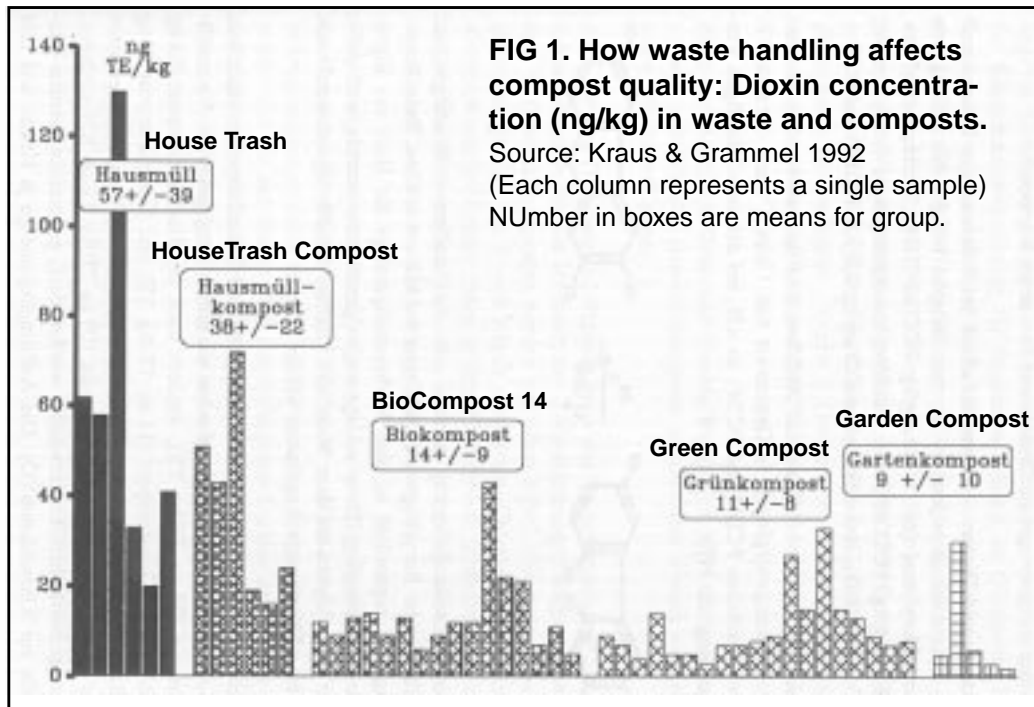 FIG 1. How waste handling affects
compost quality: Dioxin concentra-
tion (ng/kg) in waste and composts.
Source: Kraus & Grammel 1992
(Each column represents a single sample)
NUmber in boxes are means for group.
ng
TE/kg
140
120
100
80
60
40
20
0
House Trash
Hausmüll
57+/-39
HouseTrash Compost
Hausmüll-
kompost
38+/-22
BioCompost 14
Biokompost
14+/-9
Green Compost
Grünkompost
11+/-8
Garden Compost
Gartenkompost
9 +/- 10